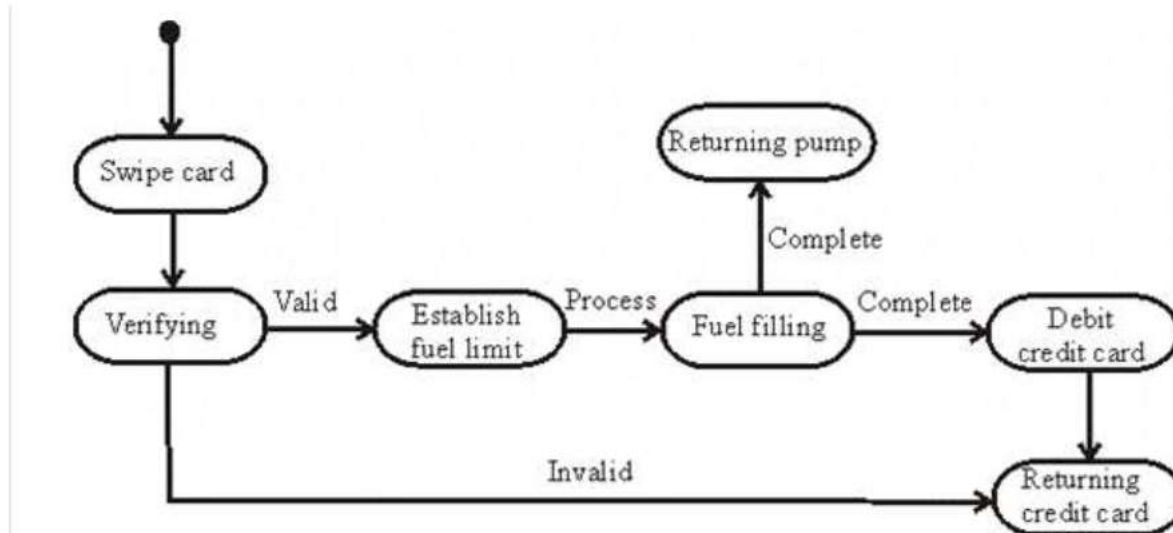 Returning pump
Swipe card
Complete
Valid
Process
Complete
Verifying
Establish
fuel limit
Fuel filling
Debit
credit card
Invalid
Returning
credit card